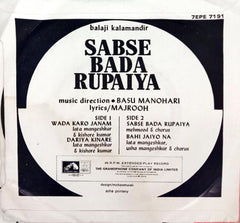 7EPE 7191
balaji kalamandir
SABSE
BADA
RUPAIYA
music direction • BASU MANOHARI
lyrics/MAJROOH
SIDE 1
WADA KARO JANAM
lata mangeshkar
& kishore kumar
DARIYA KINARE
lata mangeshkar
& kishore kumar
SIDE 2
SABSE BADA RUPAIYA
mehmood & chorus
BAHI JAIYO NA
lata mangeshkar,
usha mangeshkar & chorus
45 R.P.M. EXTENDED PLAY RECORD
THE GRAMOPHONE COMPANY OF INDIA LIMITED